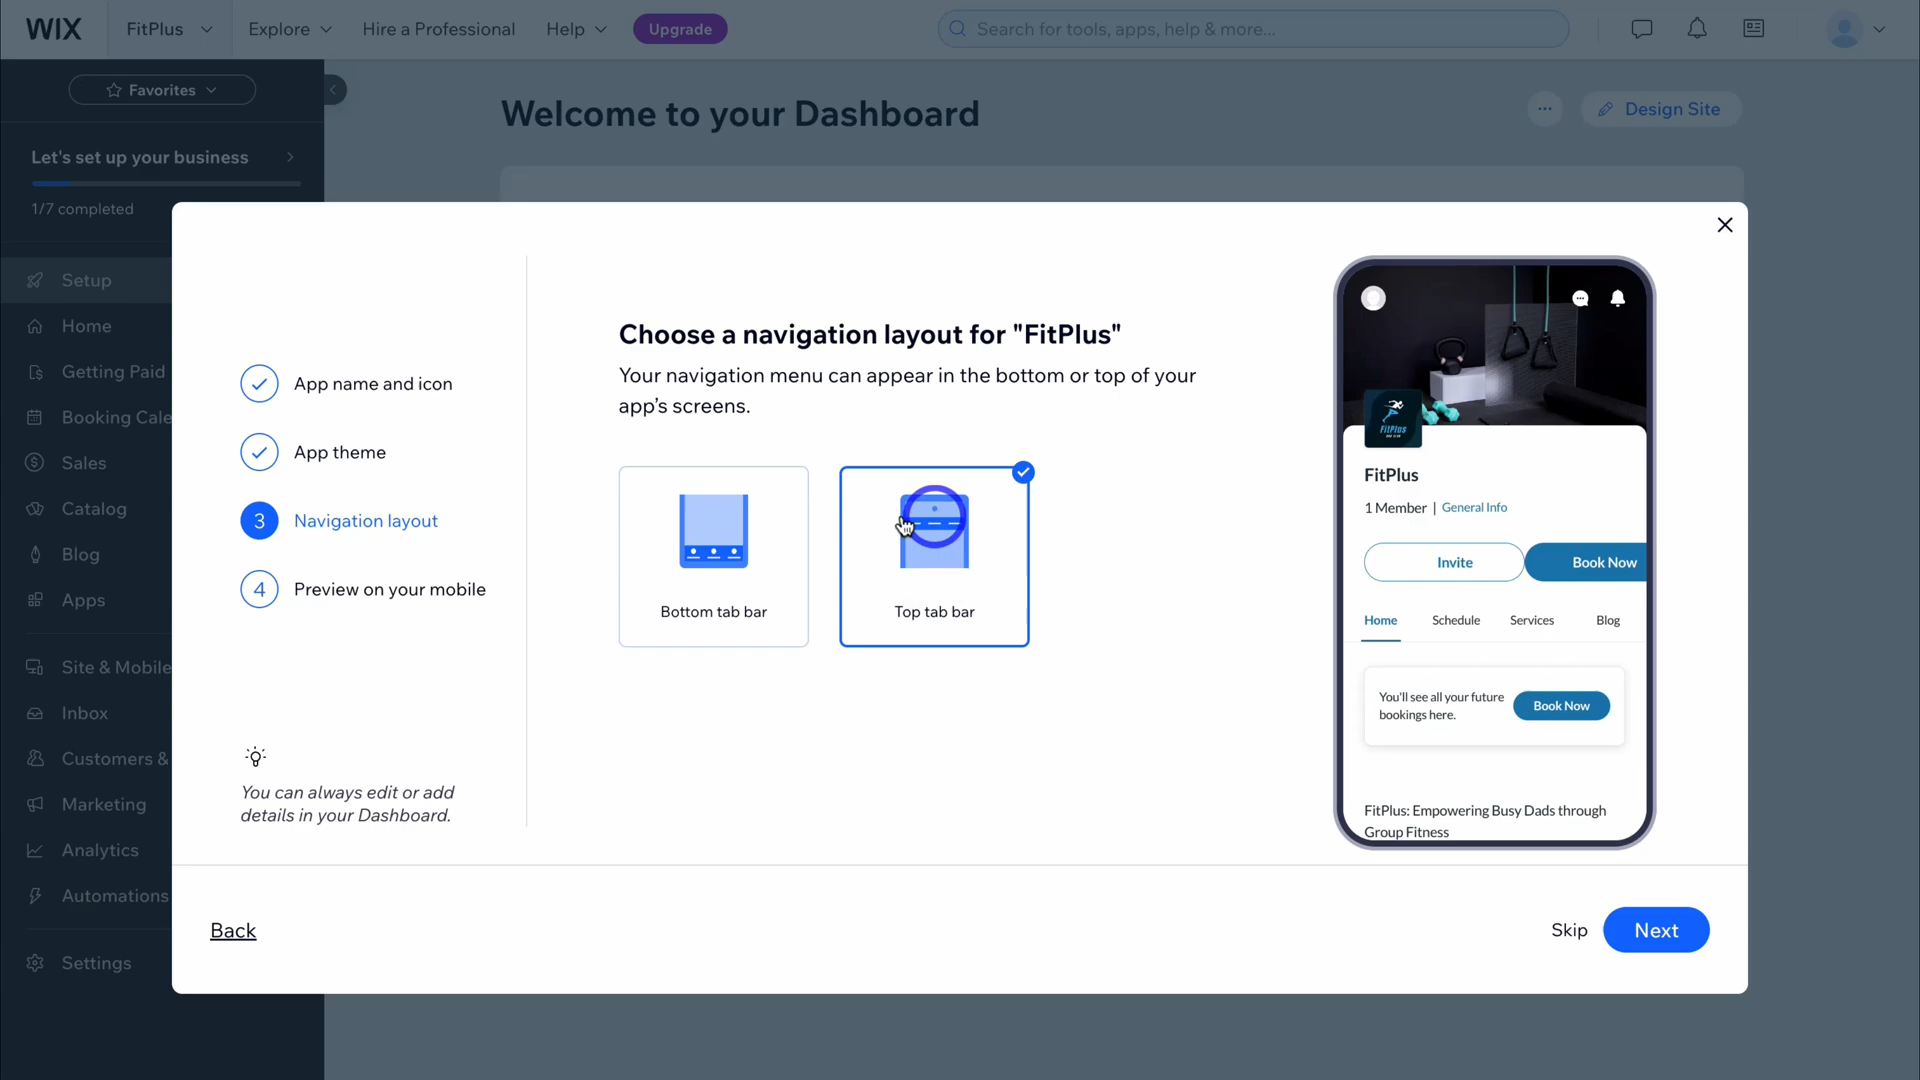 WIX
FitPlus
Explore
Hire a Professional
Help
Upgrade
Search for tools, apps, help & more...
Favorites
Let's set up your business
1/7 completed
Setup
Home
Getting Paid
Booking Cale
Sales
Catalog
Blog
Apps
Site & Mobile
Inbox
Customers &
Marketing
Analytics
Automations
Settings
Welcome to your Dashboard
Design Site
App name and icon
App theme
3 Navigation layout
4 Preview on your mobile
You can always edit or add
details in your Dashboard.
Choose a navigation layout for "FitPlus"
Your navigation menu can appear in the bottom or top of your
app's screens.
Bottom tab bar
Top tab bar
FitPlus
FitPlus
1 Member | General Info
Invite
Book Now
Home Schedule Services Blog
You'll see all your future
bookings here.
Book Now
FitPlus: Empowering Busy Dads through
Group Fitness
Back
Skip
Next